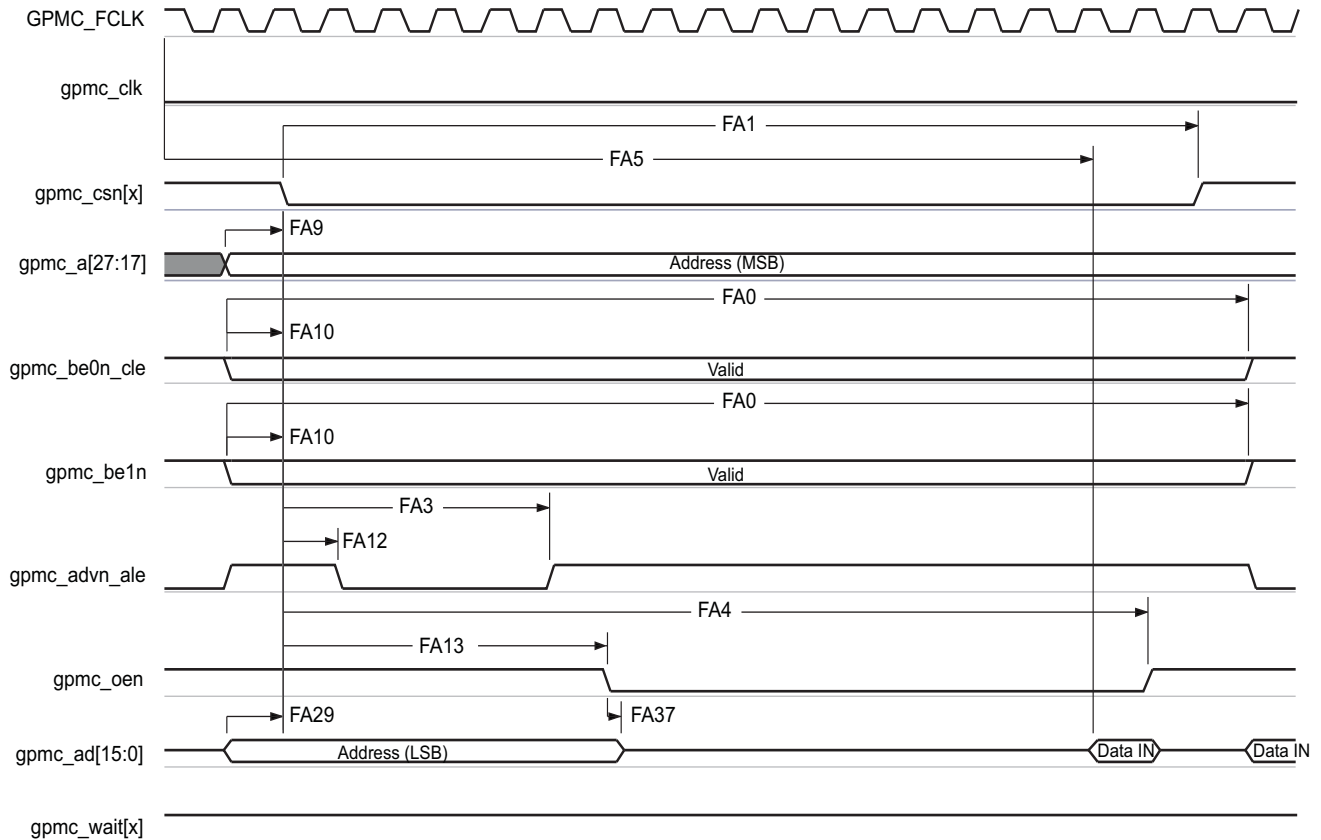 GPMC_FCLK
gpmc_clk
FA1
FA5
gpmc_csn[x]
FA9
gpmc_a[27:17] Address (MSB)
FA0
FA10
gpmc_be0n_cle Valid
FA0
FA10
gpmc_be1n Valid
FA3
FA12
gpmc_advn_ale
FA4
FA13
gpmc_oen
FA29 FA37
gpmc_ad[15:0] Address (LSB) Data IN Data IN
gpmc_wait[x]